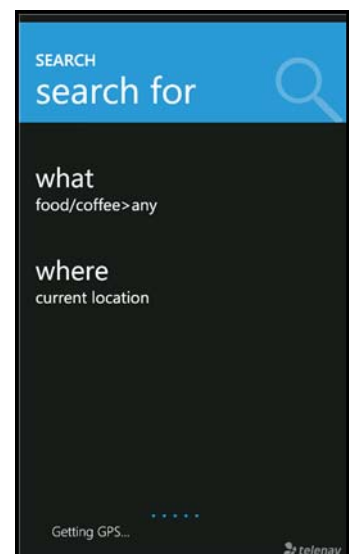 SEARCH
search for
what
food/coffee>any
where
current location
Getting GPS...
telenav